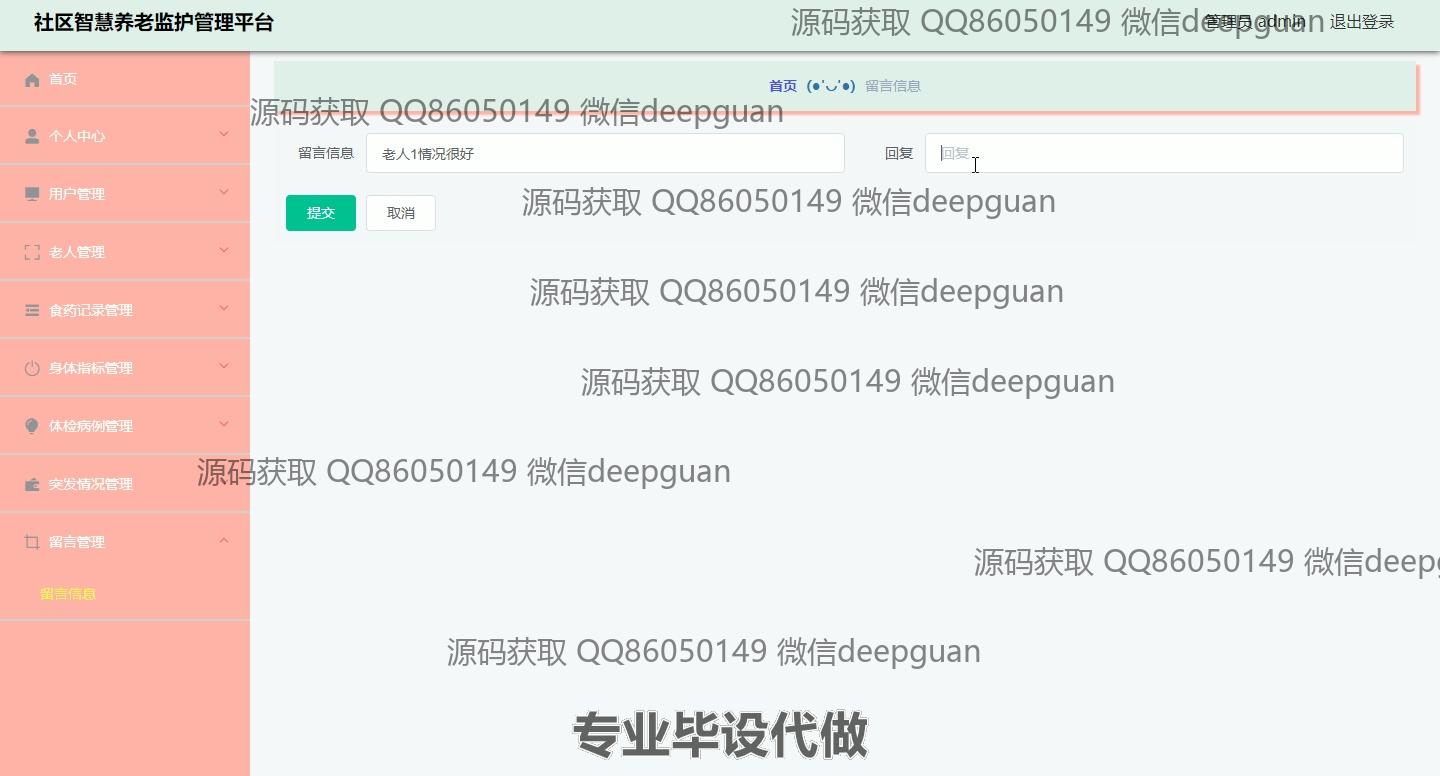 社区智慧养老监护管理平台
管理员 admin 退出登录
源码获取 QQ86050149 微信deepguan
首页
首页 (●'◡'●) 留言信息
源码获取 QQ86050149 微信deepguan
个人中心
留言信息 老人1情况很好 回复 回复
用户管理
源码获取 QQ86050149 微信deepguan
提交 取消
老人管理
源码获取 QQ86050149 微信deepguan
食药记录管理
身体指标管理
源码获取 QQ86050149 微信deepguan
体检病例管理
源码获取 QQ86050149 微信deepguan
突发情况管理
留言管理
源码获取 QQ86050149 微信deepg
留言信息
源码获取 QQ86050149 微信deepguan
专业毕设代做